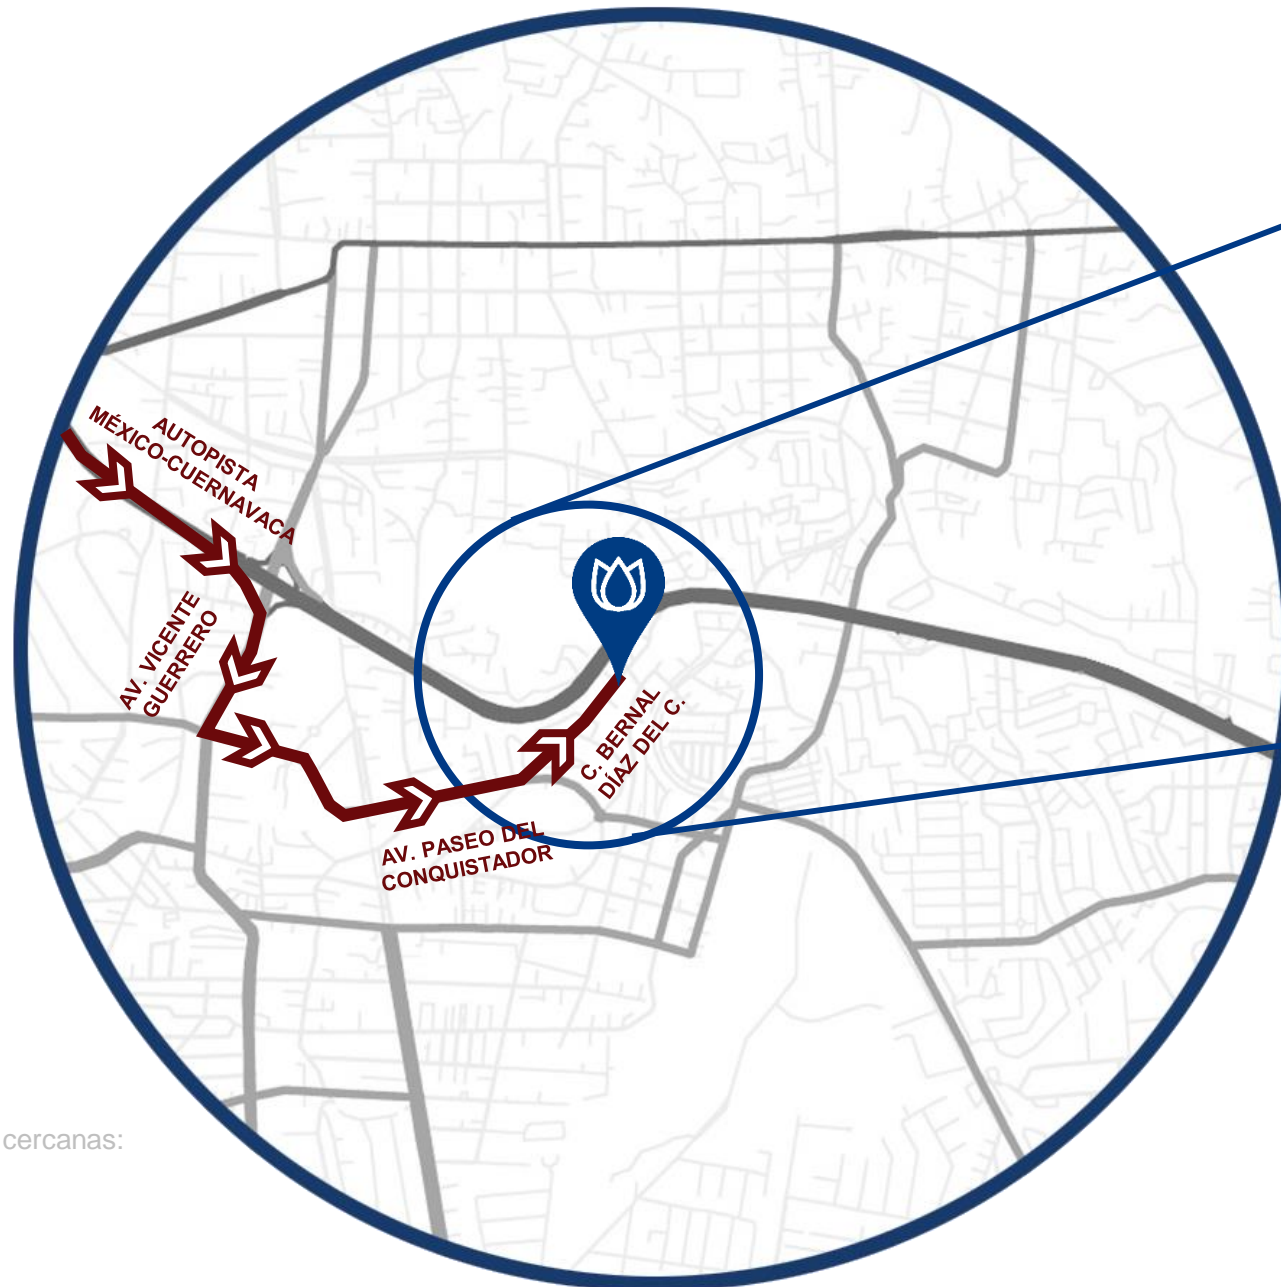 AUTOPISTA
MÉXICO-CUERNAVACA
AV. VICENTE
GUERRERO
C. BERNAL
DÍAZ DEL C.
AV. PASEO DEL
CONQUISTADOR
cercanas: